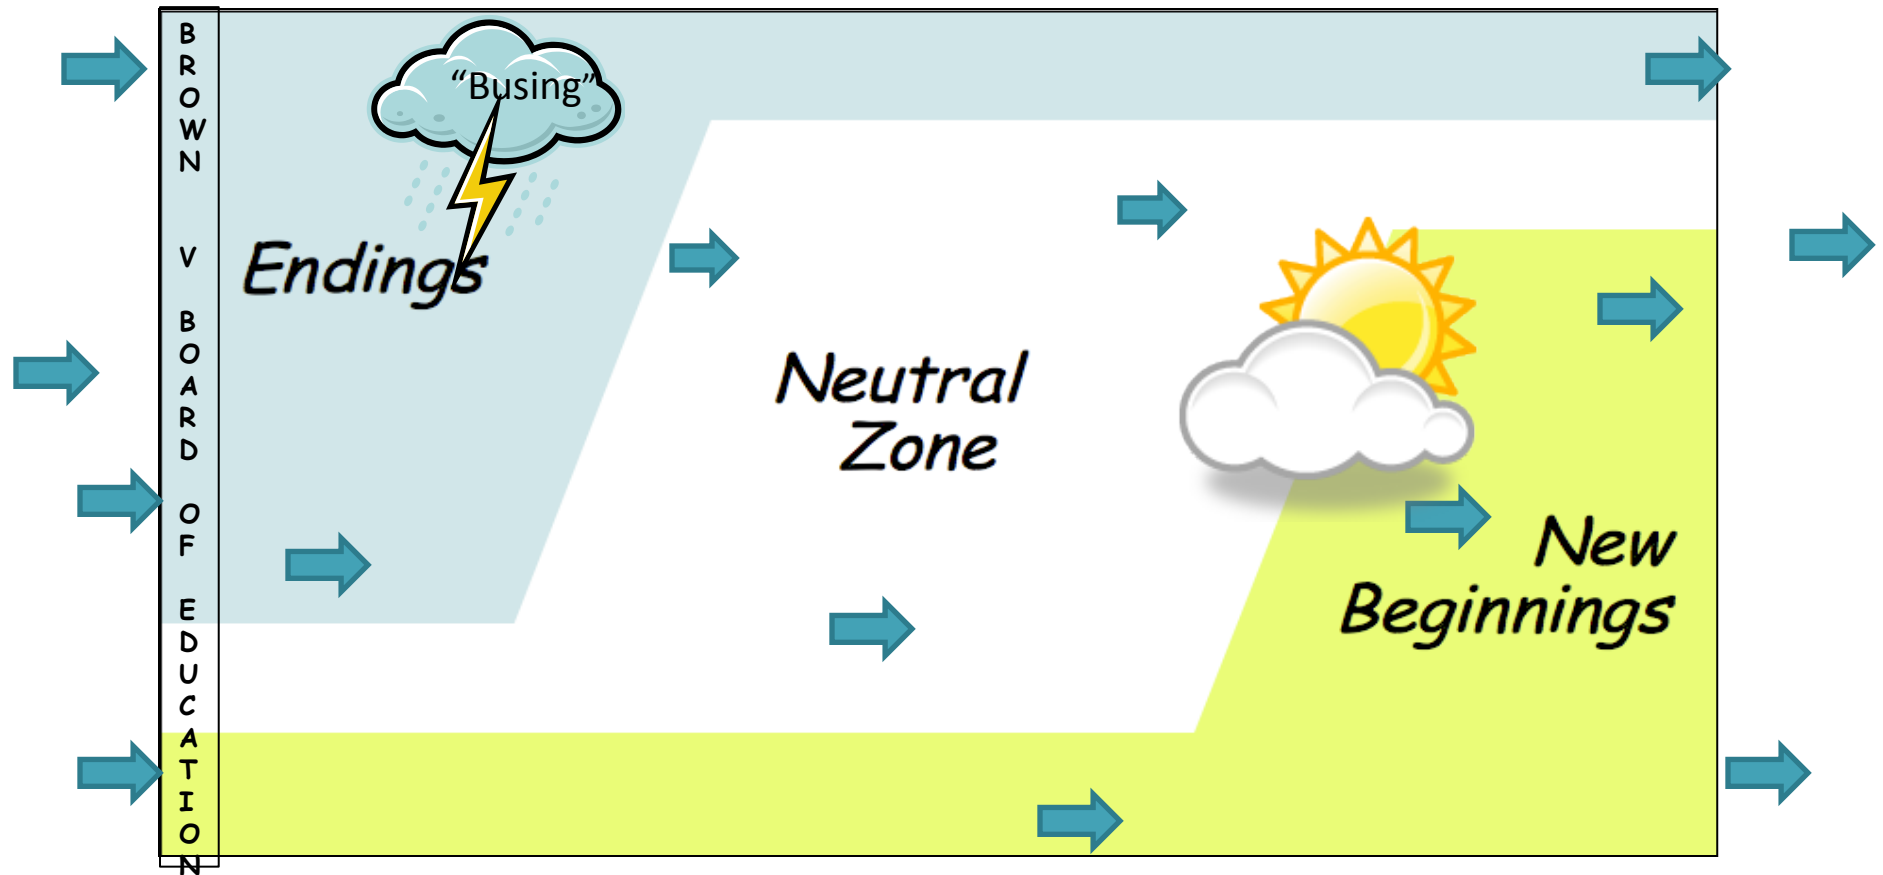 BROWN V BOARD OF EDUCATION
“Busing”
Endings
Neutral
Zone
New
Beginnings